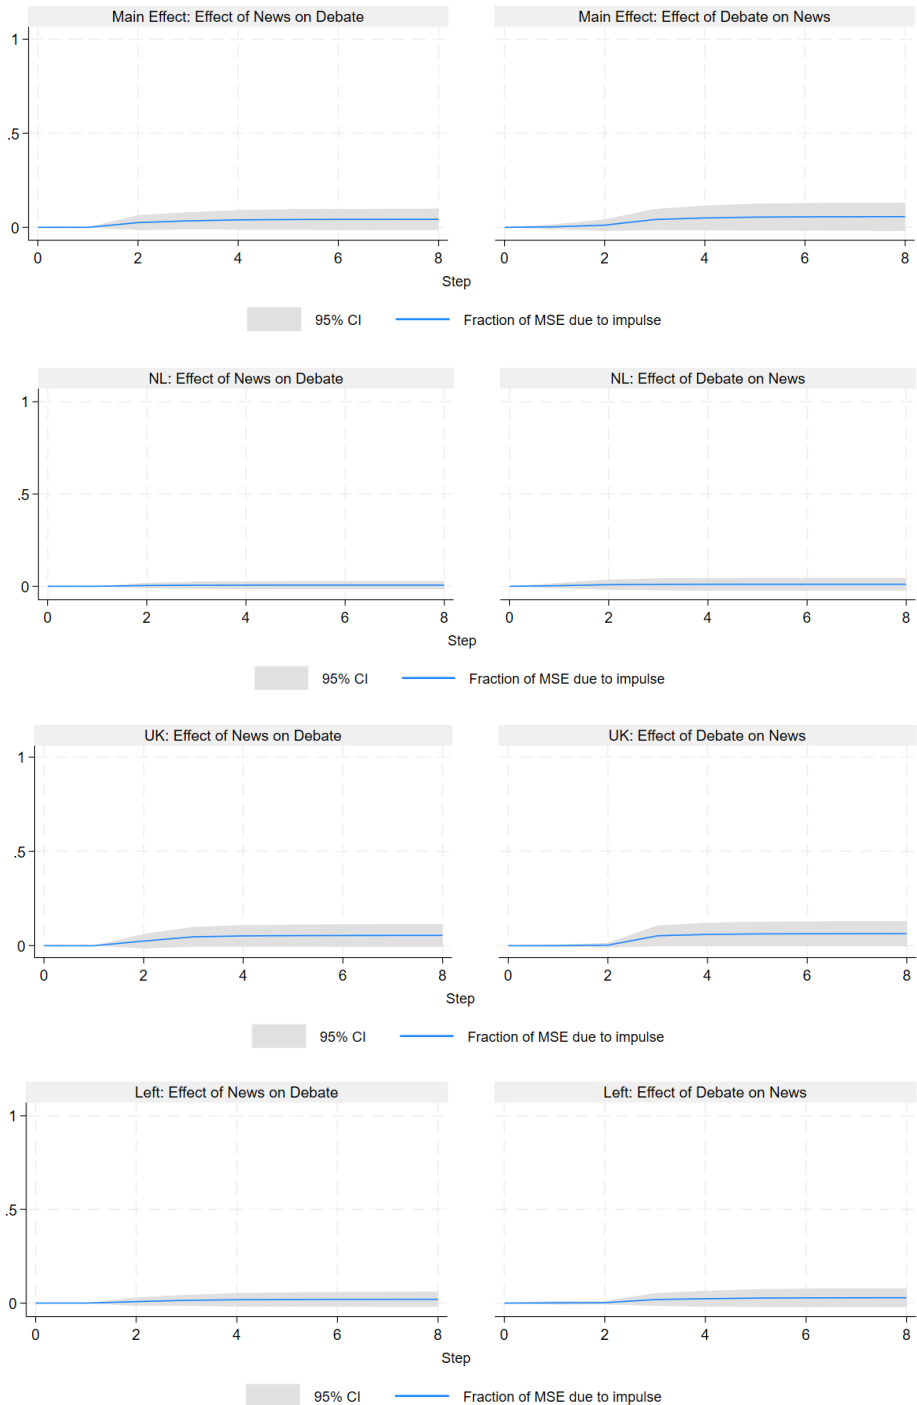 Main Effect: Effect of News on Debate
Main Effect: Effect of Debate on News
1
.5
0
0 2 4 6 8
0 2 4 6 8
Step
95% CI
Fraction of MSE due to impulse
NL: Effect of News on Debate
NL: Effect of Debate on News
1
.5
0
0 2 4 6 8
0 2 4 6 8
Step
95% CI
Fraction of MSE due to impulse
UK: Effect of News on Debate
UK: Effect of Debate on News
1
.5
0
0 2 4 6 8
0 2 4 6 8
Step
95% CI
Fraction of MSE due to impulse
Left: Effect of News on Debate
Left: Effect of Debate on News
1
.5
0
0 2 4 6 8
0 2 4 6 8
Step
95% CI
Fraction of MSE due to impulse